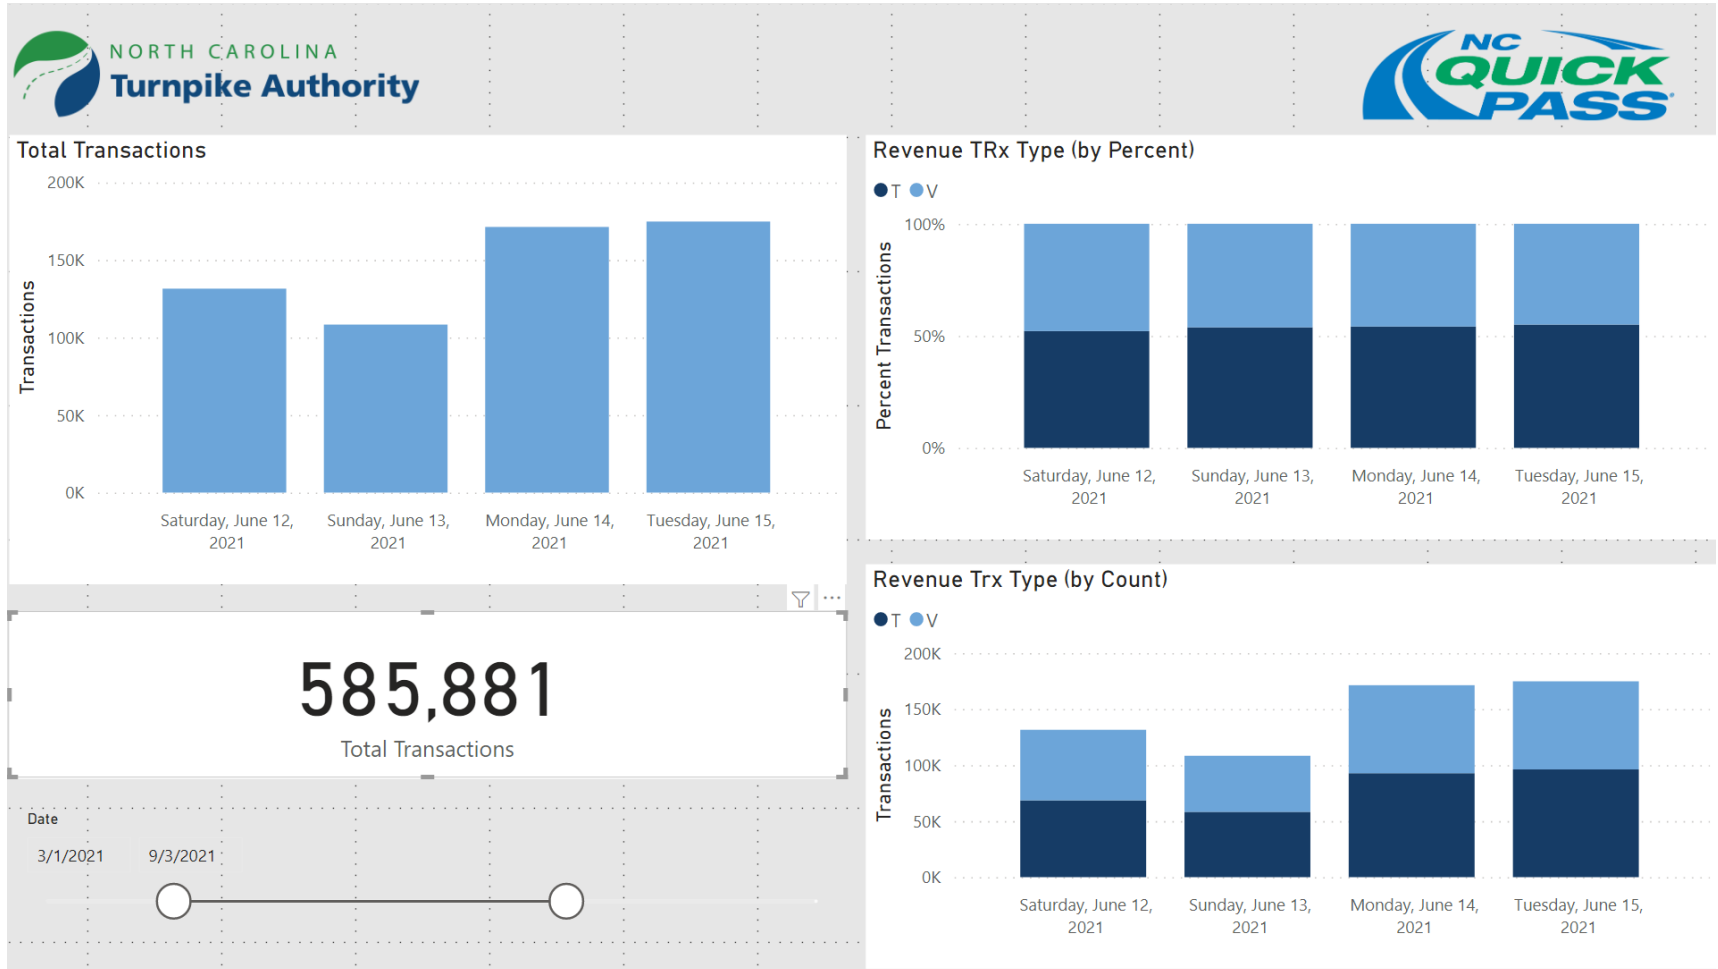 NORTH CAROLINA
Turnpike Authority
NC
QUICK
PASS®
Total Transactions
200K
150K
100K
50K
0K
Transactions
Saturday, June 12,
2021
Sunday, June 13,
2021
Monday, June 14,
2021
Tuesday, June 15,
2021
585,881
Total Transactions
Date
3/1/2021
9/3/2021
Revenue TRx Type (by Percent)
T V
100%
50%
0%
Percent Transactions
Saturday, June 12,
2021
Sunday, June 13,
2021
Monday, June 14,
2021
Tuesday, June 15,
2021
Revenue Trx Type (by Count)
T V
200K
150K
100K
50K
0K
Transactions
Saturday, June 12,
2021
Sunday, June 13,
2021
Monday, June 14,
2021
Tuesday, June 15,
2021